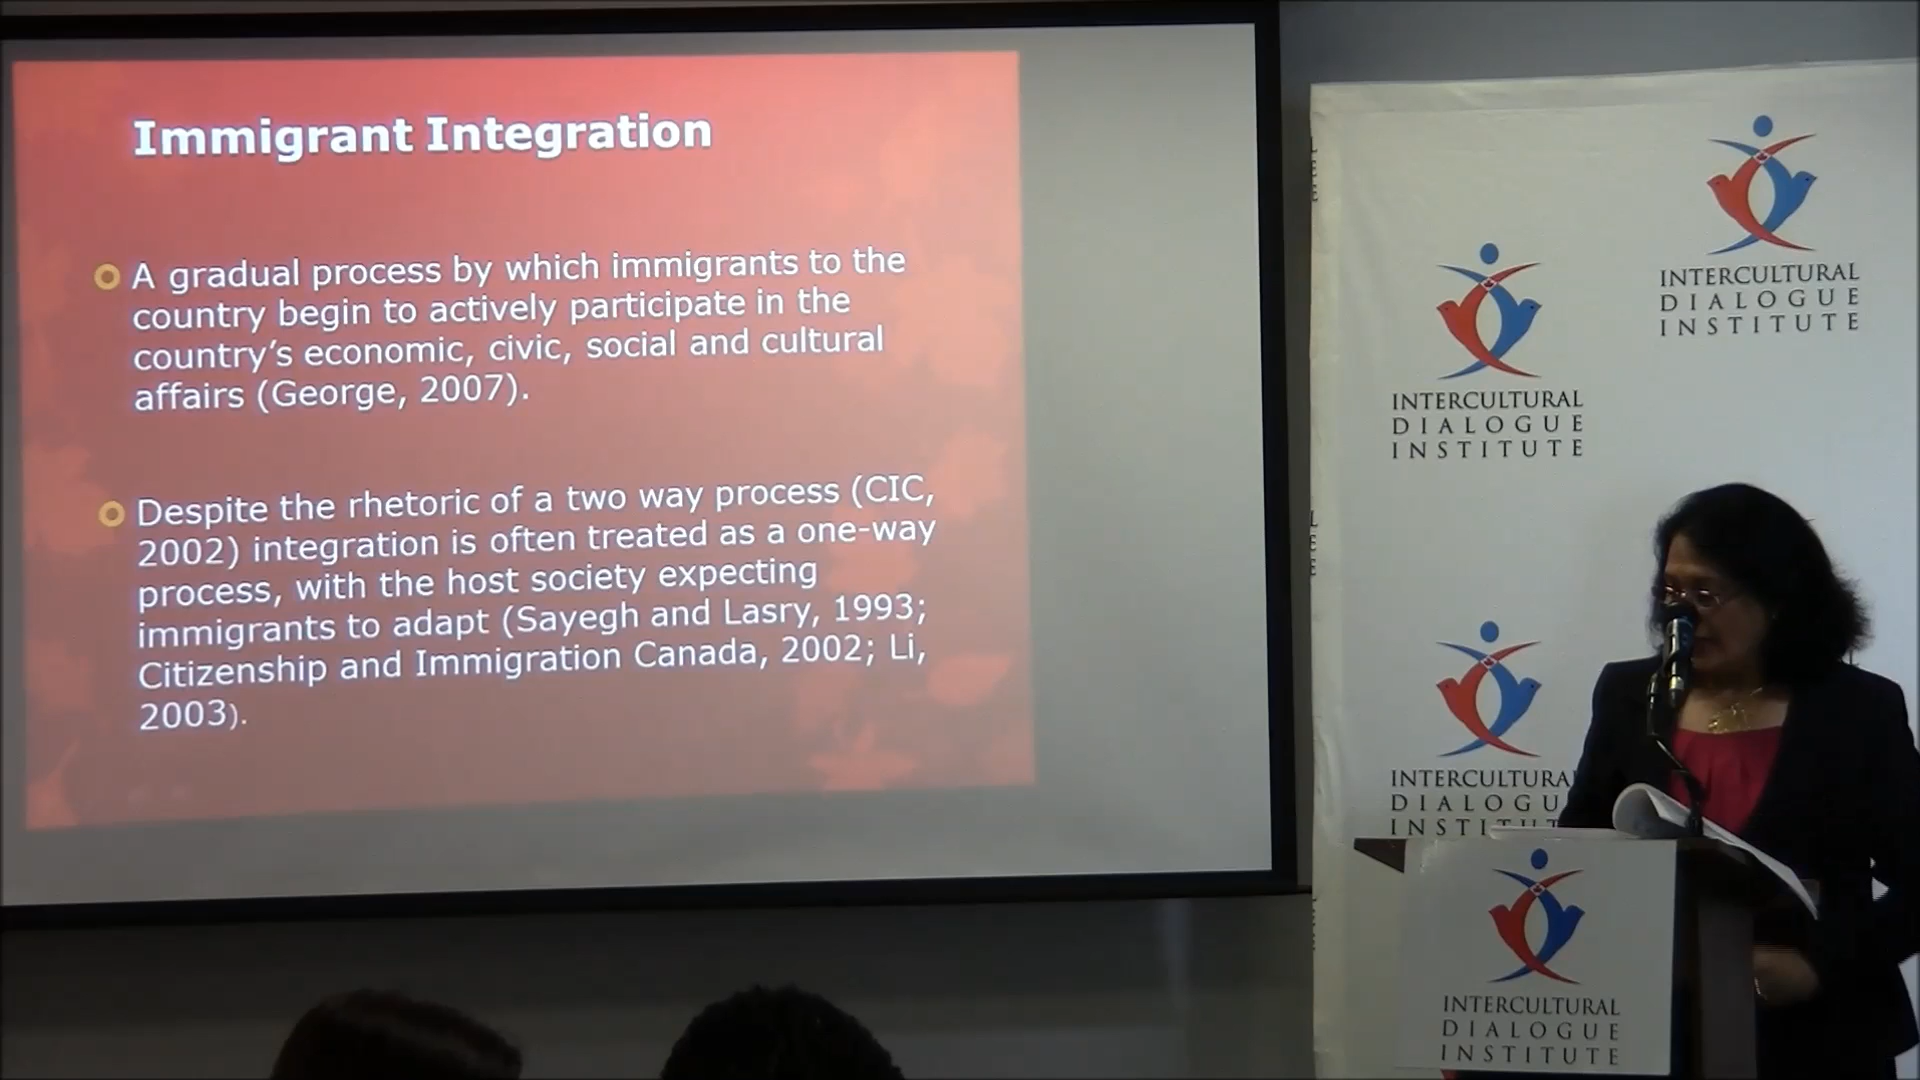 Immigrant Integration
A gradual process by which immigrants to the
country begin to actively participate in the
country's economic, civic, social and cultural
affairs (George, 2007).
Despite the rhetoric of a two way process (CIC,
2002) integration is often treated as a one-way
process, with the host society expecting
immigrants to adapt (Sayegh and Lasry, 1993;
Citizenship and Immigration Canada, 2002; Li,
2003).
INTERCULTURAL
DIALOGUE
INSTITUTE
INTERCULTURAL
DIALOGUE
INSTITUTE
INTERCULTURA
DIALOGU
INSTITUT
INTERCULTURAL
DIALOGUE
INSTITUTE